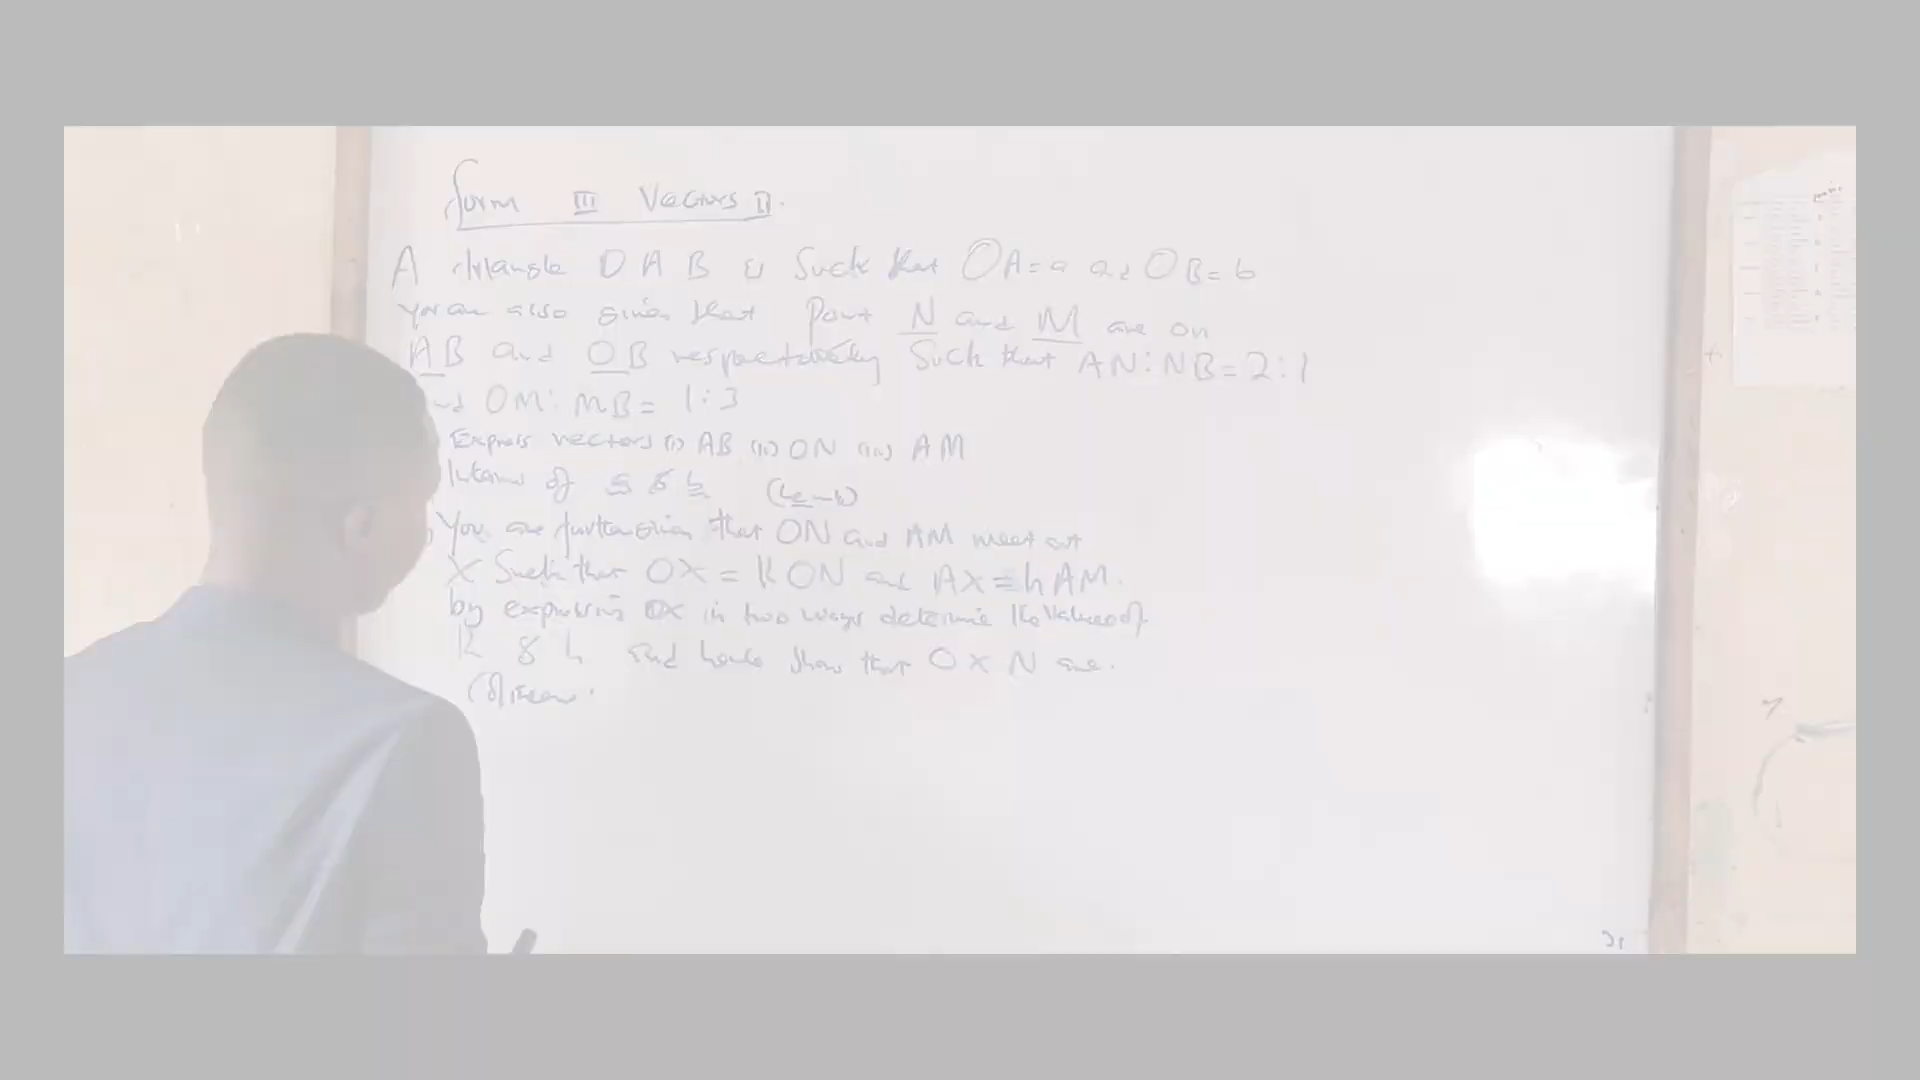 Form III Vectors II.
A triangle OAB is such that OA=a and OB=b
You are also given that Point N and M are on
AB and OB respectively such that AN:NB=2:1
and OM:MB=1:3
Express vectors (i) AB (ii) ON (iii) AM
In terms of a & b
You are further given that ON and AM meet at
X Such that OX = k ON and AX = h AM.
by expressing OX in two ways determine the value of
k & h and hence show that O X N are.